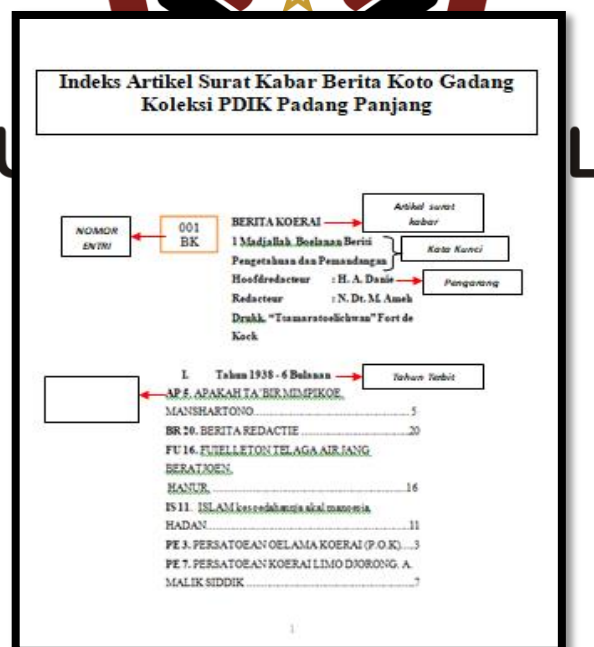 Indeks Artikel Surat Kabar Berita Koto Gadang
Koleksi PDIK Padang Panjang
NOMOR
ENTRI
001
BK
BERITA KOERAI
Artikel surat
kabar
1 Madjallah Boelanan Berisi
Pengetahuan dan Pemandangan
Kata Kunci
Hoofdredacteur : H. A. Danie
Pengarang
Redacteur : N. Dt. M. Ameh
Drukk. "Tsamaratoelichwan" Fort de
Kock
I. Tahun 1938 - 6 Bulanan
Tahun Terbit
AP 5. APAKAH TA'BIR MIMPIKOE,
MANSHARTONO 5
BR 20. BERITA REDACTIE 20
FU 16. FUIELLETON TELAGA AIR JANG
BERATJOEN,
HANUR, 16
IS 11. ISLAM kesoedahannja akal manoesia,
HADAN 11
PE 3. PERSATOEAN OELAMA KOERAI (P.O.K) 3
PE 7. PERSATOEAN KOERAI LIMO DJORONG. A.
MALIK SIDDIK 7
1